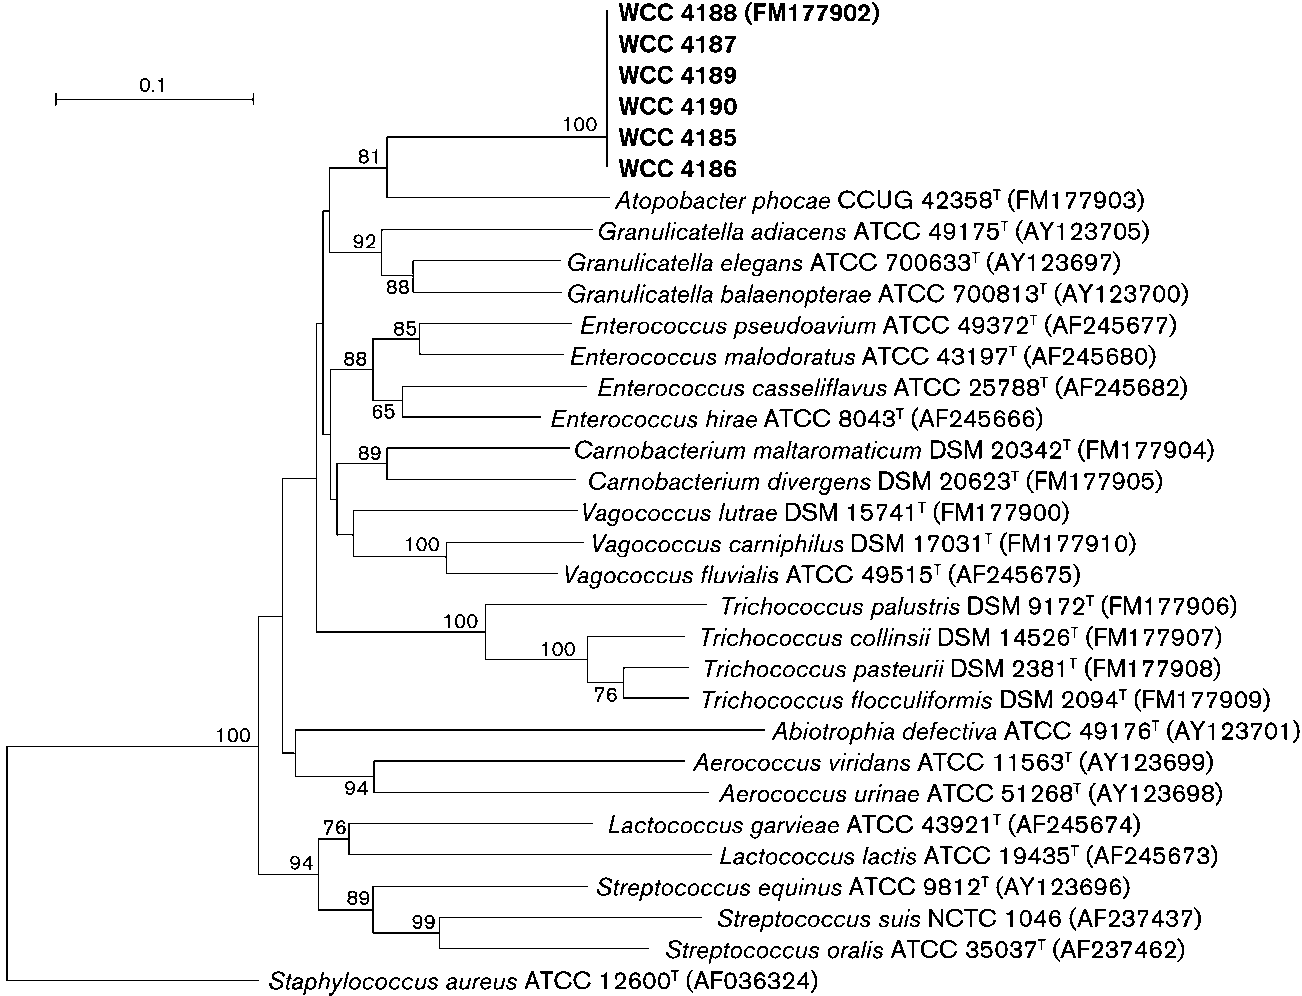 WCC 4188 (FM177902)
WCC 4187
WCC 4189
0.1
WCC 4190
100
WCC 4185
81
WCC 4186
Atopobacter phocae CCUG 42358ᵀ (FM177903)
Granulicatella adiacens ATCC 49175ᵀ (AY123705)
92
Granulicatella elegans ATCC 700633ᵀ (AY123697)
88
Granulicatella balaenopterae ATCC 700813ᵀ (AY123700)
85
Enterococcus pseudoavium ATCC 49372ᵀ (AF245677)
88
Enterococcus malodoratus ATCC 43197ᵀ (AF245680)
Enterococcus casseliflavus ATCC 25788ᵀ (AF245682)
65
Enterococcus hirae ATCC 8043ᵀ (AF245666)
89
Carnobacterium maltaromaticum DSM 20342ᵀ (FM177904)
Carnobacterium divergens DSM 20623ᵀ (FM177905)
Vagococcus lutrae DSM 15741ᵀ (FM177900)
100
Vagococcus carniphilus DSM 17031ᵀ (FM177910)
Vagococcus fluvialis ATCC 49515ᵀ (AF245675)
Trichococcus palustris DSM 9172ᵀ (FM177906)
100
Trichococcus collinsii DSM 14526ᵀ (FM177907)
100
Trichococcus pasteurii DSM 2381ᵀ (FM177908)
76
Trichococcus flocculiformis DSM 2094ᵀ (FM177909)
Abiotrophia defectiva ATCC 49176ᵀ (AY123701)
100
Aerococcus viridans ATCC 11563ᵀ (AY123699)
94
Aerococcus urinae ATCC 51268ᵀ (AY123698)
76
Lactococcus garvieae ATCC 43921ᵀ (AF245674)
Lactococcus lactis ATCC 19435ᵀ (AF245673)
94
Streptococcus equinus ATCC 9812ᵀ (AY123696)
89
Streptococcus suis NCTC 1046 (AF237437)
99
Streptococcus oralis ATCC 35037ᵀ (AF237462)
Staphylococcus aureus ATCC 12600ᵀ (AF036324)